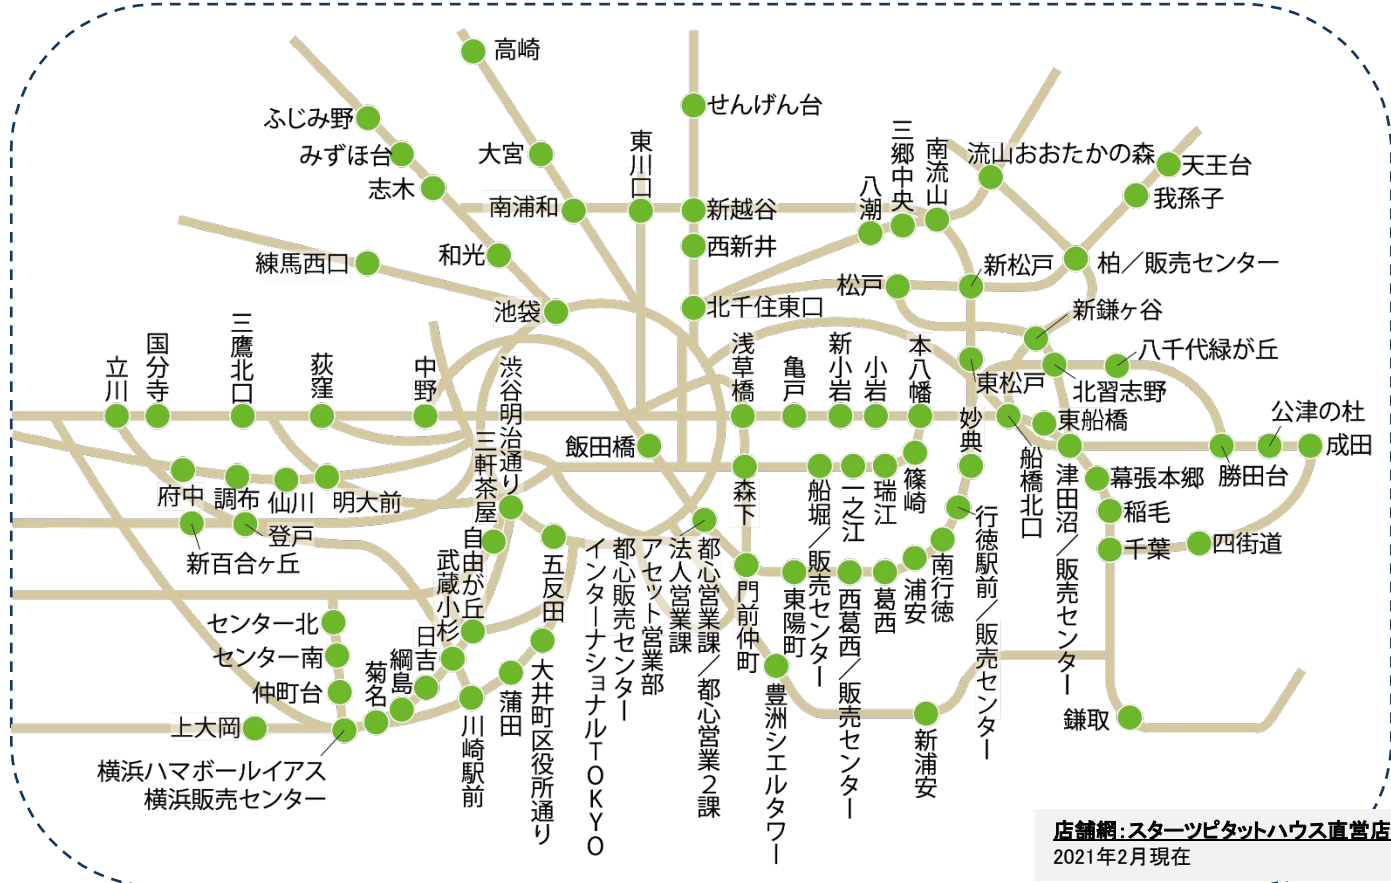 高崎
せんげん台
ふじみ野
みずほ台
大宮
東川口
三郷中央
南流山
流山おおたかの森
天王台
志木
南浦和
新越谷
八潮
我孫子
練馬西口
和光
西新井
松戸
新松戸
柏／販売センター
池袋
北千住東口
新鎌ヶ谷
立川
国分寺
三鷹北口
荻窪
中野
渋谷明治通り
浅草橋
亀戸
新小岩
小岩
本八幡
東松戸
北習志野
八千代緑が丘
飯田橋
妙典
船橋北口
東船橋
公津の杜
成田
勝田台
府中
調布
仙川
明大前
三軒茶屋
森下
船堀／販売センター
一之江
瑞江
篠崎
行徳駅前／販売センター
津田沼／販売センター
幕張本郷
稲毛
千葉
四街道
新百合ヶ丘
登戸
自由が丘
武蔵小杉
五反田
インターナショナルTOKYO
都心販売センター
アセット営業部
法人営業課
都心営業課／都心営業２課
門前仲町
東陽町
西葛西／販売センター
葛西
浦安
南行徳
センター北
センター南
仲町台
日吉
綱島
菊名
上大岡
川崎駅前
蒲田
大井町区役所通り
豊洲シエルタワー
新浦安
鎌取
横浜ハマボールイアス
横浜販売センター
店舗網：スターツピタットハウス直営店
2021年2月現在